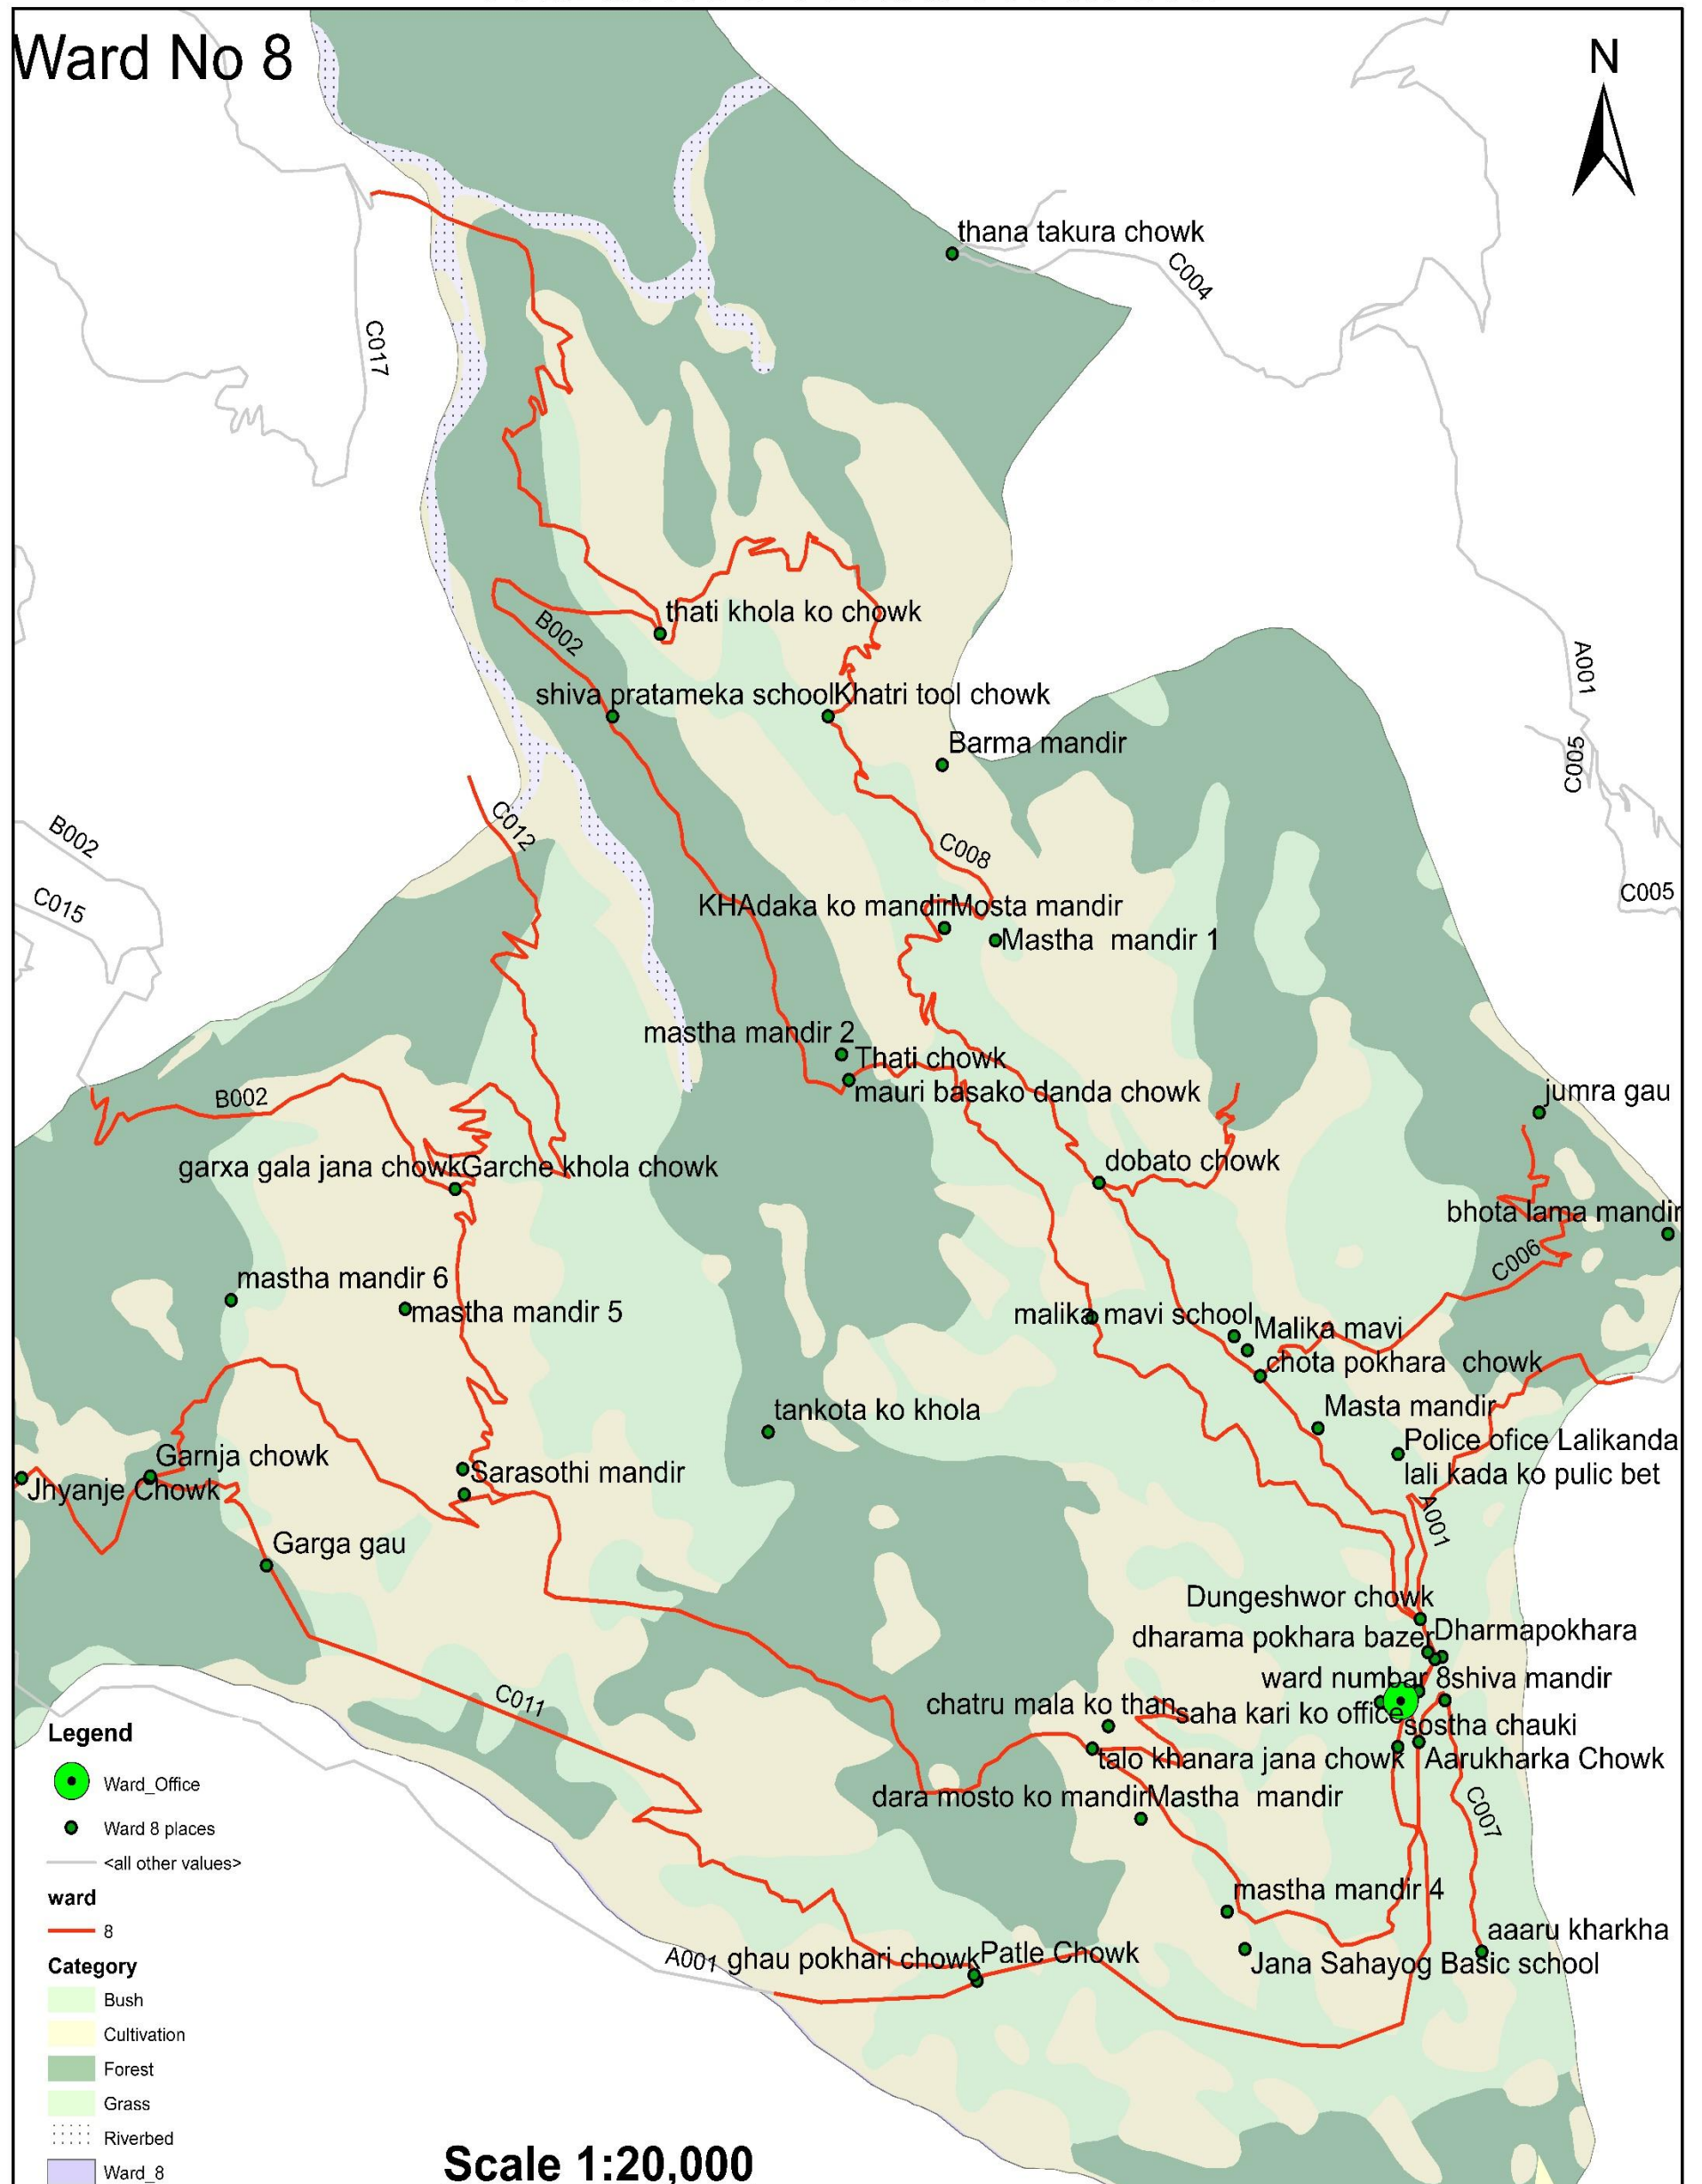 Ward No 8
N
thana takura chowk
C004
C017
thati khola ko chowk
B002
A001
shiva pratameka school
Khatri tool chowk
Barma mandir
C005
C012
B002
C008
C005
C015
KHAdaka ko mandir
Mosta mandir
Mastha mandir 1
mastha mandir 2
Thati chowk
mauri basako danda chowk
jumra gau
B002
garxa gala jana chowk
Garche khola chowk
dobato chowk
bhota lama mandir
C006
mastha mandir 6
mastha mandir 5
malika mavi school
Malika mavi
chota pokhara chowk
tankota ko khola
Masta mandir
Police ofice Lalikanda
lali kada ko pulic bet
Garnja chowk
Jhyanje Chowk
Sarasothi mandir
A001
Garga gau
Dungeshwor chowk
dharama pokhara bazer
Dharmapokhara
ward numbar 8
shiva mandir
C011
chatru mala ko than
saha kari ko office
sostha chauki
talo khanara jana chowk
Aarukharka Chowk
dara mosto ko mandir
Mastha mandir
C007
mastha mandir 4
aaaru kharkha
A001
ghau pokhari chowk
Patle Chowk
Jana Sahayog Basic school
Legend
Ward_Office
Ward 8 places
<all other values>
ward
8
Category
Bush
Cultivation
Forest
Grass
Riverbed
Ward_8
Scale 1:20,000